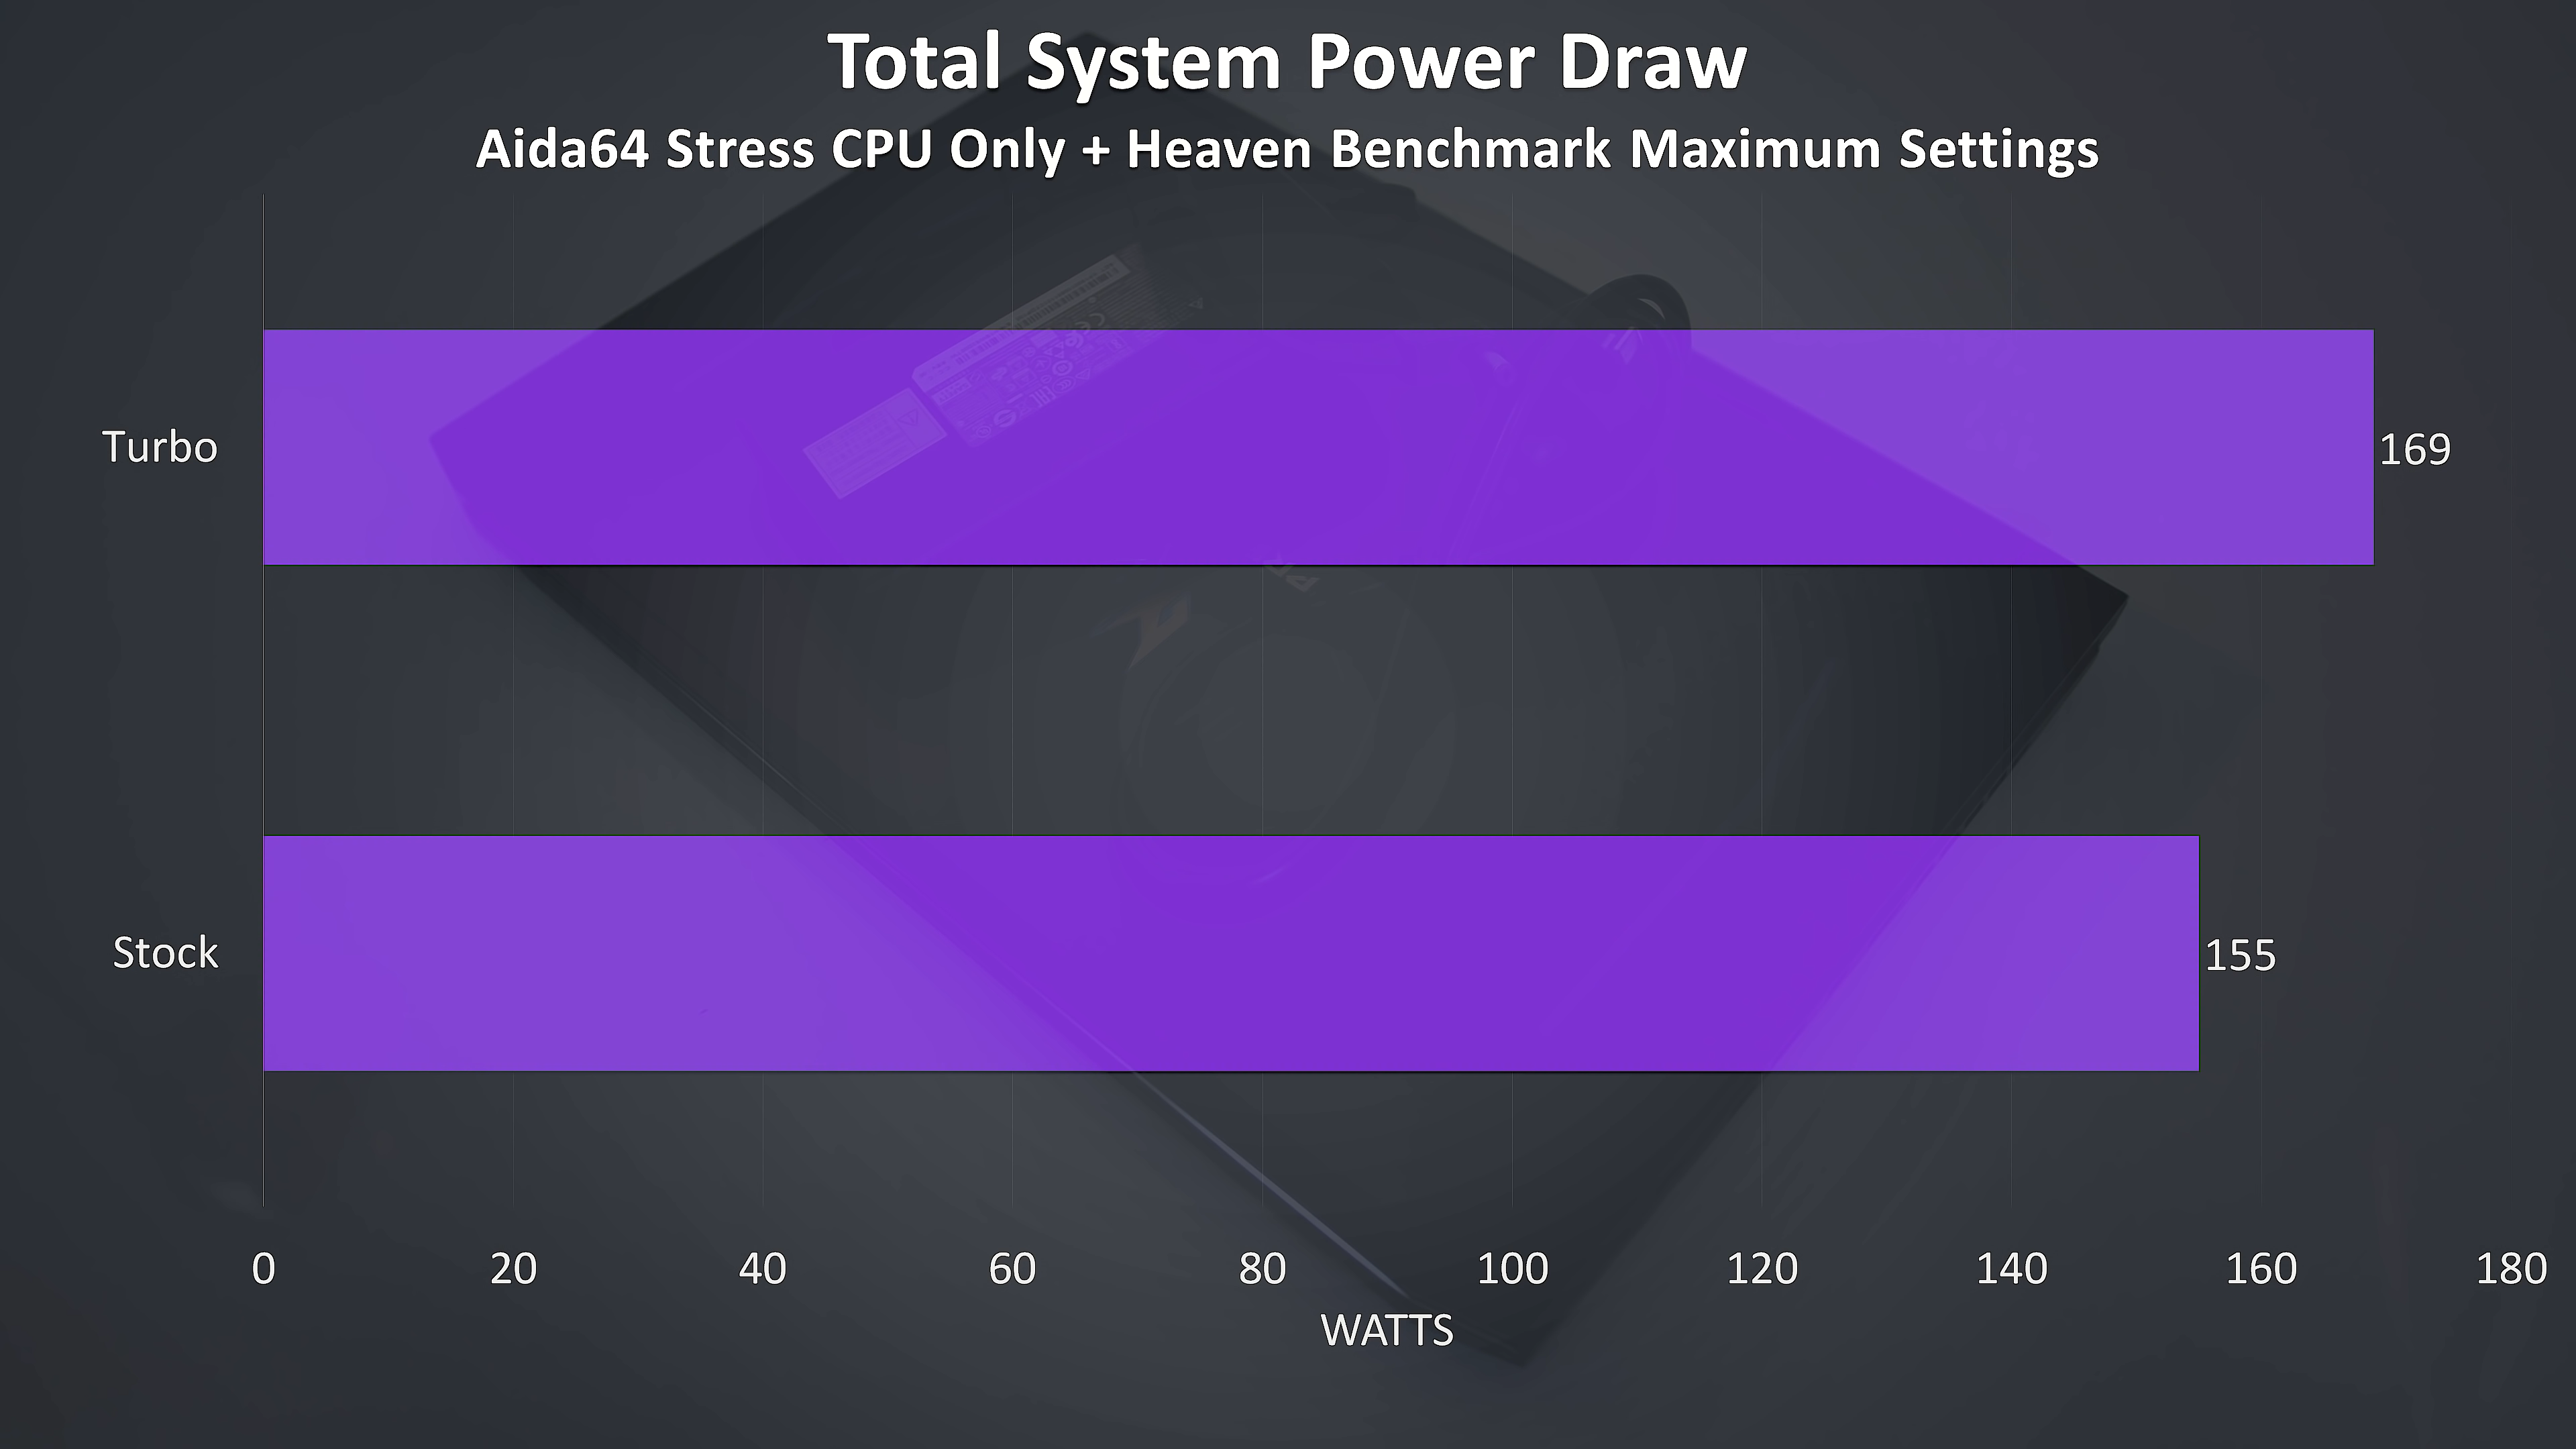 Total System Power Draw
Aida64 Stress CPU Only + Heaven Benchmark Maximum Settings
Turbo
169
Stock
155
0 20 40 60 80 100 120 140 160 180
WATTS